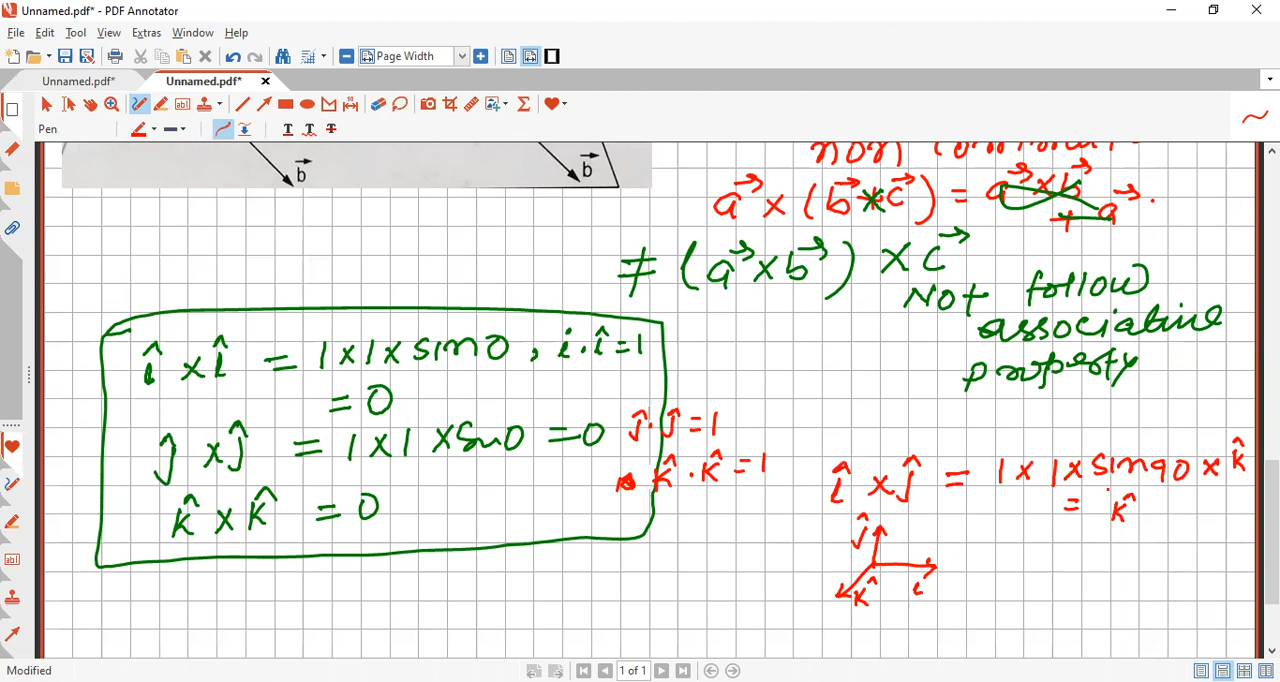 Unnamed.pdf* - PDF Annotator
File Edit Tool View Extras Window Help
Page Width
Unnamed.pdf* Unnamed.pdf*
Pen
b⃗ b⃗
a⃗ × (b⃗ × c⃗) = a⃗ × b⃗
+ a⃗ .
≠ (a⃗ × b⃗) × c⃗
Not follow
associative
property
î × î = 1 × 1 × sin 0 , i · î = 1
= 0
ĵ × ĵ = 1 × 1 × sin 0 = 0
ĵ · ĵ = 1
k̂ · k̂ = 1
k̂ × k̂ = 0
î × ĵ = 1 × 1 × sin 90 × k̂
= k̂
ĵ
k̂ i
Modified
1 of 1